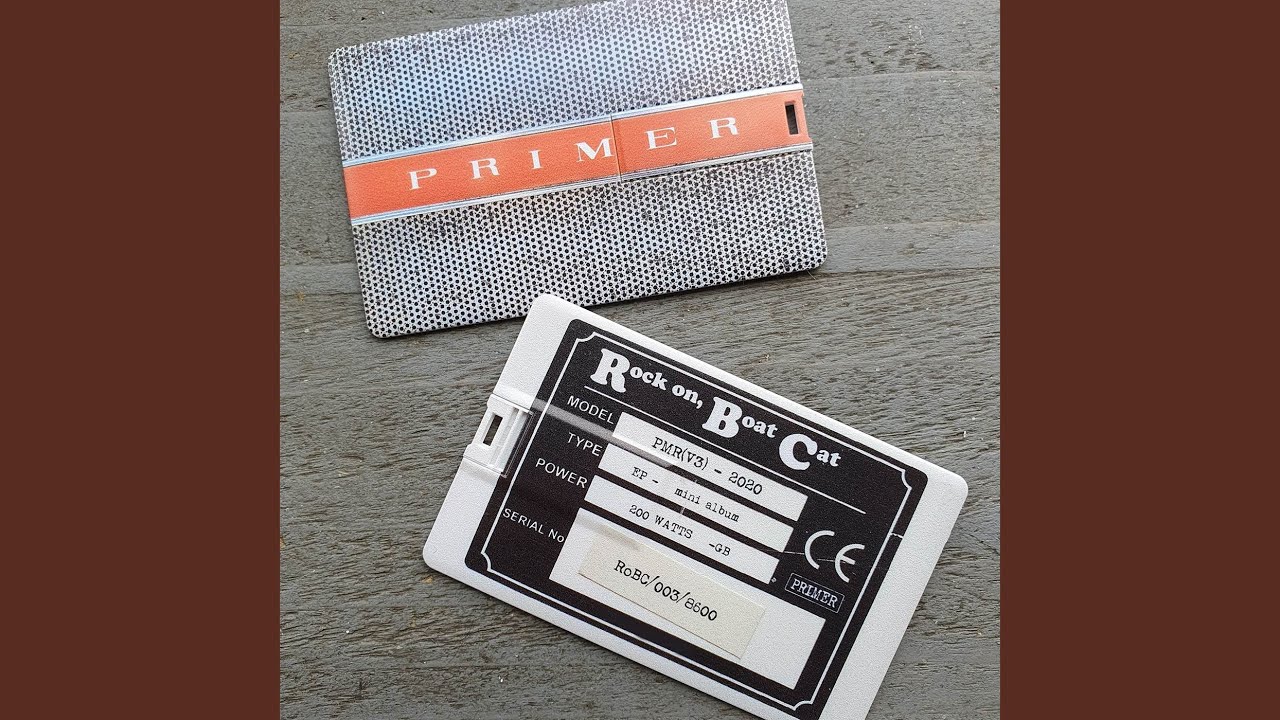 PRIMER
Rock on, Boat Cat
MODEL PMR(V3) - 2020
TYPE EP - mini album
POWER 200 WATTS -GB
SERIAL No. RoBC/003/8600
CE
PRIMER